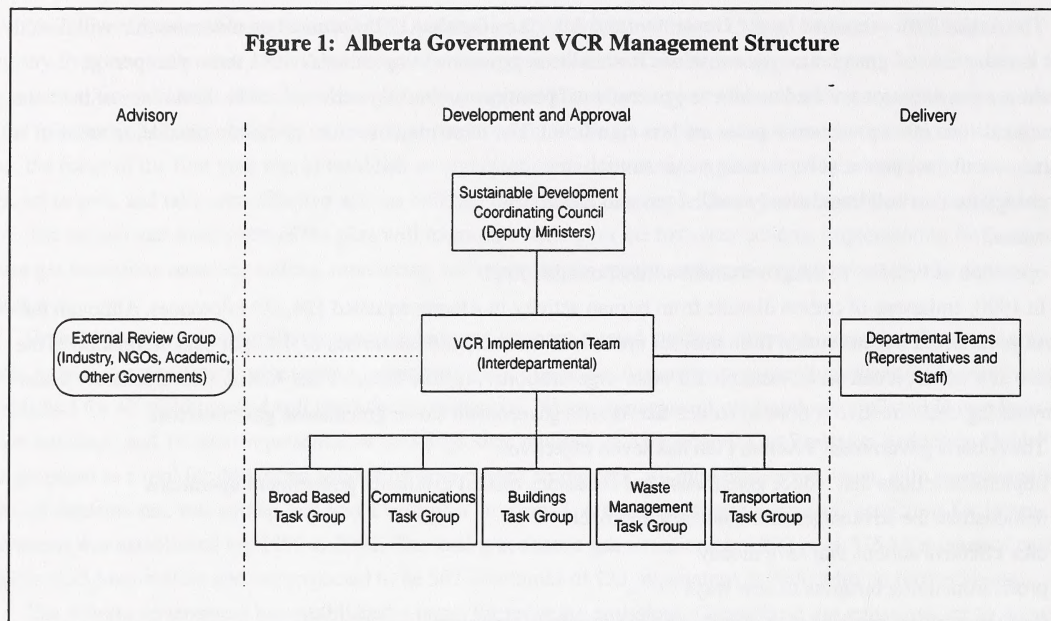 Figure 1: Alberta Government VCR Management Structure
Advisory
Development and Approval
Delivery
Sustainable Development
Coordinating Council
(Deputy Ministers)
External Review Group
(Industry, NGOs, Academic,
Other Governments)
VCR Implementation Team
(Interdepartmental)
Departmental Teams
(Representatives and
Staff)
Broad Based
Task Group
Communications
Task Group
Buildings
Task Group
Waste
Management
Task Group
Transportation
Task Group